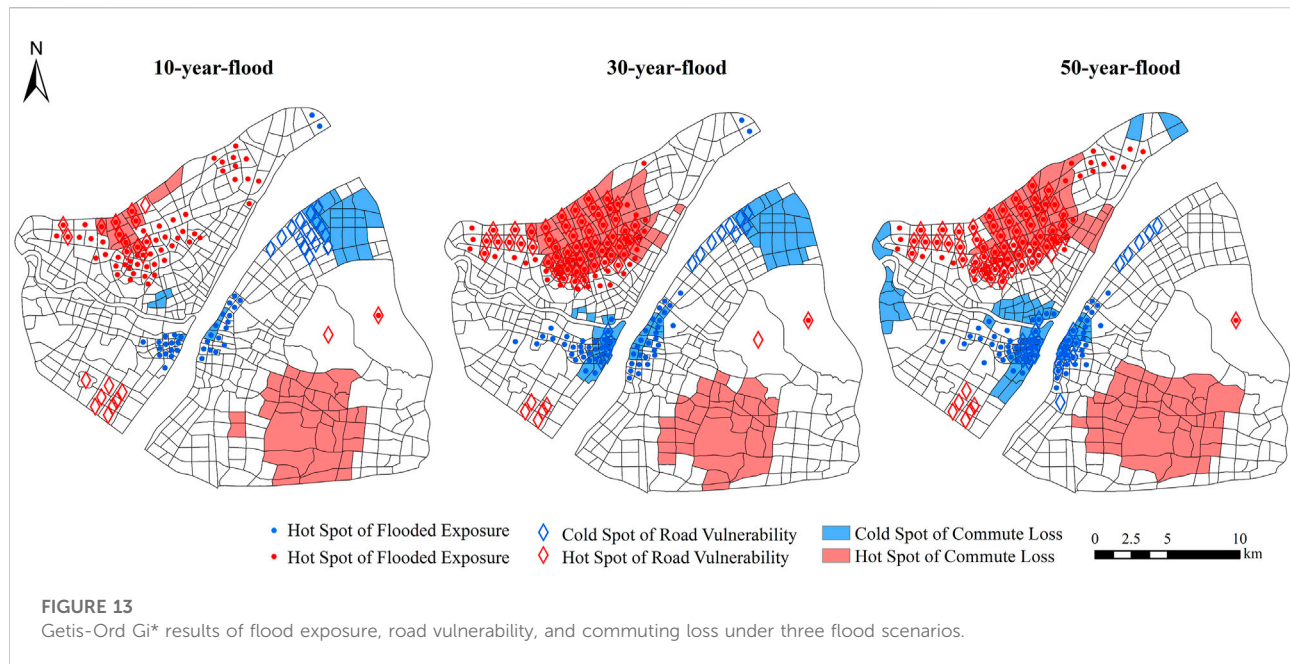 N
10-year-flood
30-year-flood
50-year-flood
Hot Spot of Flooded Exposure
Cold Spot of Road Vulnerability
Cold Spot of Commute Loss
Hot Spot of Flooded Exposure
Hot Spot of Road Vulnerability
Hot Spot of Commute Loss
0 2.5 5 10
km
FIGURE 13
Getis-Ord Gi* results of flood exposure, road vulnerability, and commuting loss under three flood scenarios.